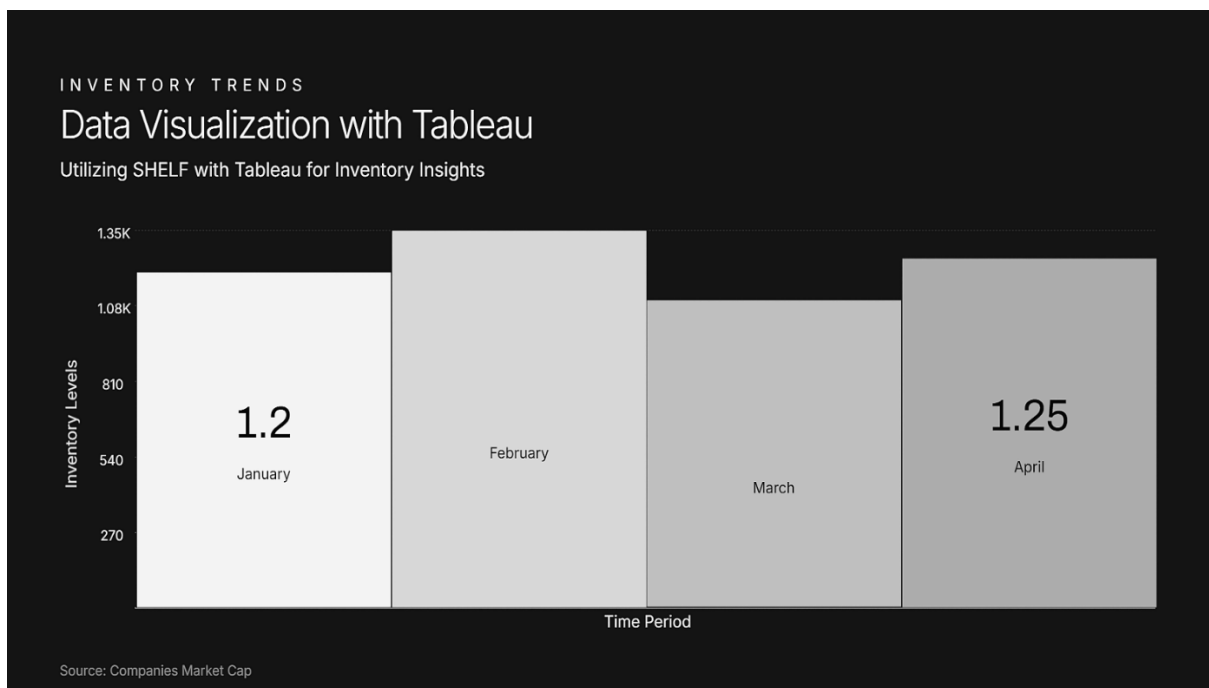 INVENTORY TRENDS
Data Visualization with Tableau
Utilizing SHELF with Tableau for Inventory Insights
1.35K
1.08K
810
540
270
Inventory Levels
1.2
January
February
March
1.25
April
Time Period
Source: Companies Market Cap